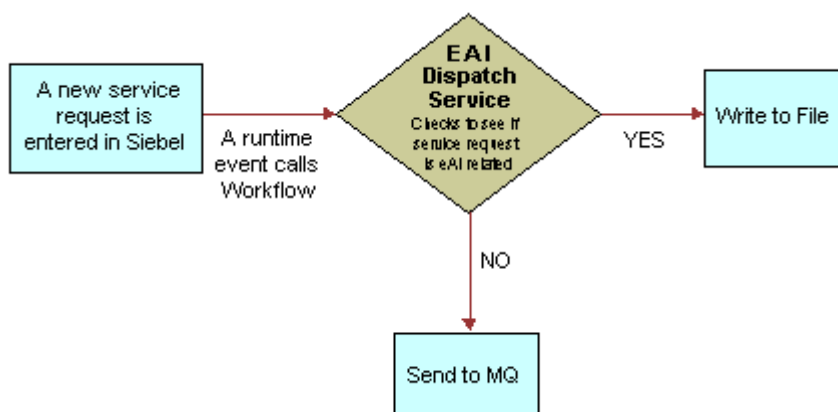 A new service
request is
entered in Siebel
A runtime
event calls
Workflow
EAI
Dispatch
Service
Checks to see if
service request
is eAI related
YES
Write to File
NO
Send to MQ